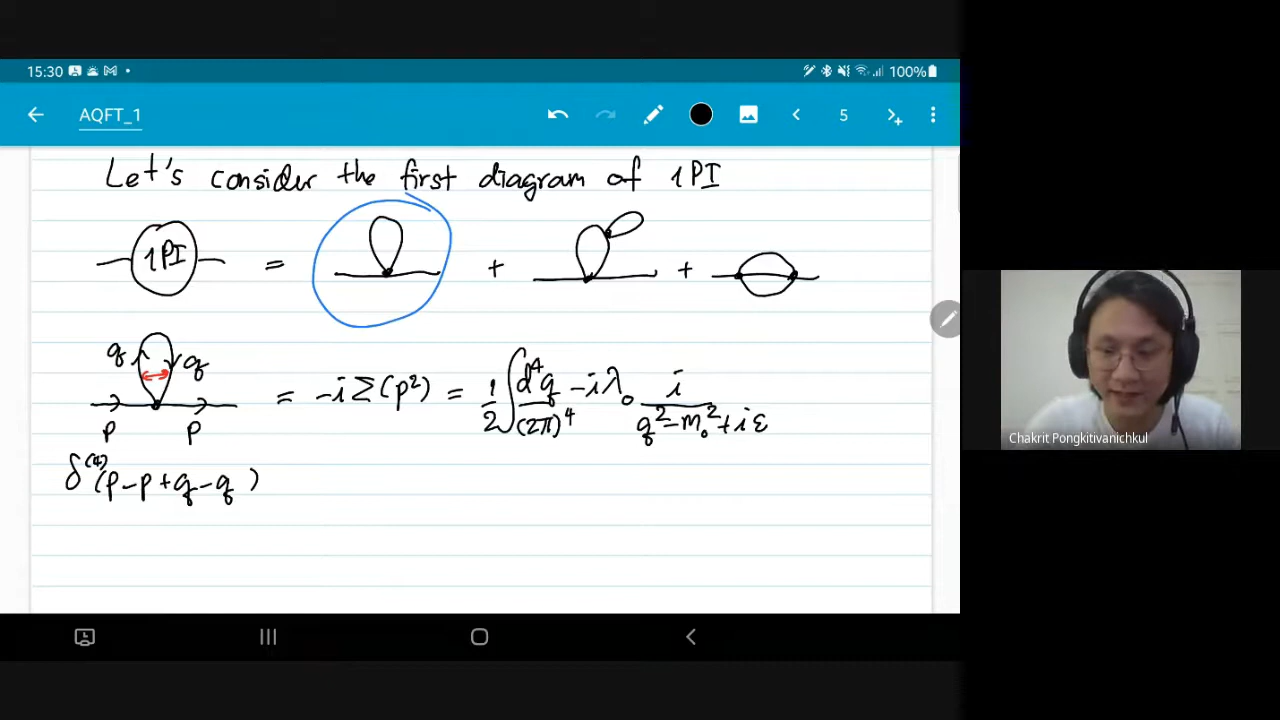 15:30
100%
AQFT_1
5
Let's consider the first diagram of 1PI
1PI = + +
q q
p p
= -iΣ(p²) = 1/2 ∫ d⁴q/(2π)⁴ -iλ₀ i/(q²-m₀²+iε)
δ⁽⁴⁾(p-p+q-q)
Chakrit Pongkitivanichkul